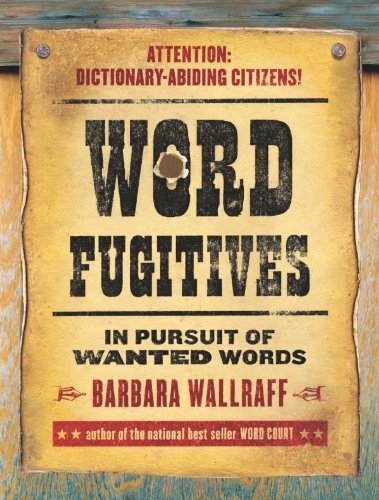 ATTENTION:
DICTIONARY-ABIDING CITIZENS!
WORD
FUGITIVES
IN PURSUIT OF
WANTED WORDS
BARBARA WALLRAFF
★★ author of the national best seller WORD COURT ★★